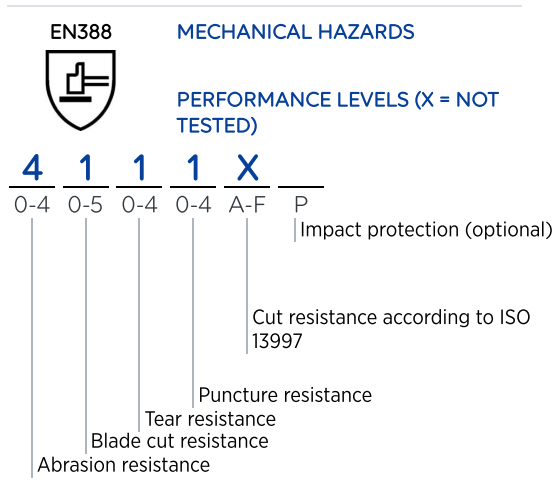 EN388
MECHANICAL HAZARDS
PERFORMANCE LEVELS (X = NOT
TESTED)
4 1 1 1 X
0-4 0-5 0-4 0-4 A-F P
Impact protection (optional)
Cut resistance according to ISO
13997
Puncture resistance
Tear resistance
Blade cut resistance
Abrasion resistance